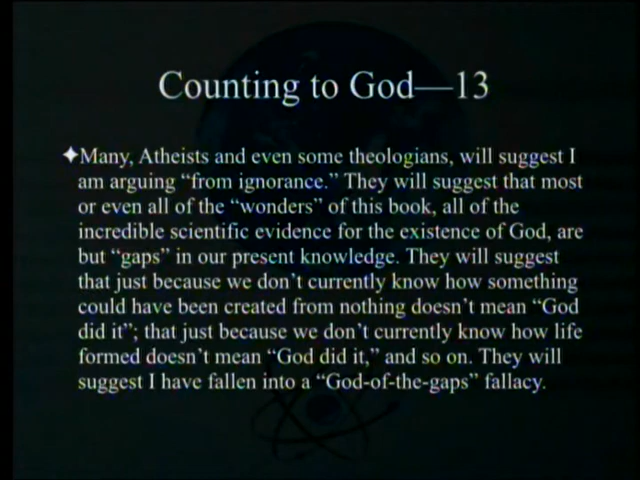 Counting to God—13
✦Many, Atheists and even some theologians, will suggest I
am arguing “from ignorance.” They will suggest that most
or even all of the “wonders” of this book, all of the
incredible scientific evidence for the existence of God, are
but “gaps” in our present knowledge. They will suggest
that just because we don’t currently know how something
could have been created from nothing doesn’t mean “God
did it”; that just because we don’t currently know how life
formed doesn’t mean “God did it,” and so on. They will
suggest I have fallen into a “God-of-the-gaps” fallacy.